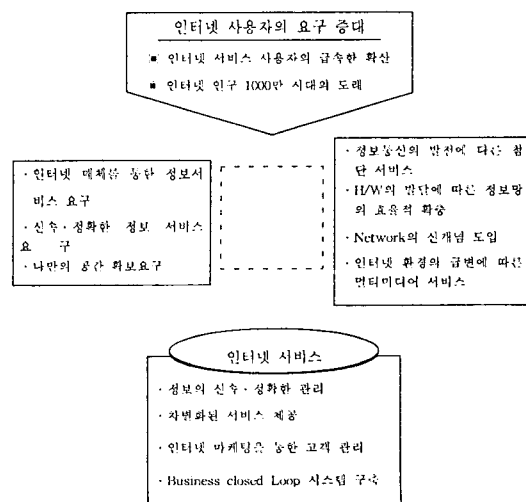 인터넷 사용자의 요구 증대
▪ 인터넷 서비스 사용자의 급속한 확산
▪ 인터넷 인구 1000만 시대의 도래
· 인터넷 매체를 통한 정보서
비스 요구
· 신속·정확한 정보 서비스
요 구
· 나만의 공간 확보요구
· 정보통신의 발전에 따른 첨
단 서비스
· H/W의 발단에 따른 정보망
의 효율적 확충
· Network의 신개념 도입
· 인터넷 환경의 급변에 따른
멀티미디어 서비스
인터넷 서비스
· 정보의 신속·정확한 관리
· 차별화된 서비스 제공
· 인터넷 마케팅을 통한 고객 관리
· Business closed Loop 시스템 구축